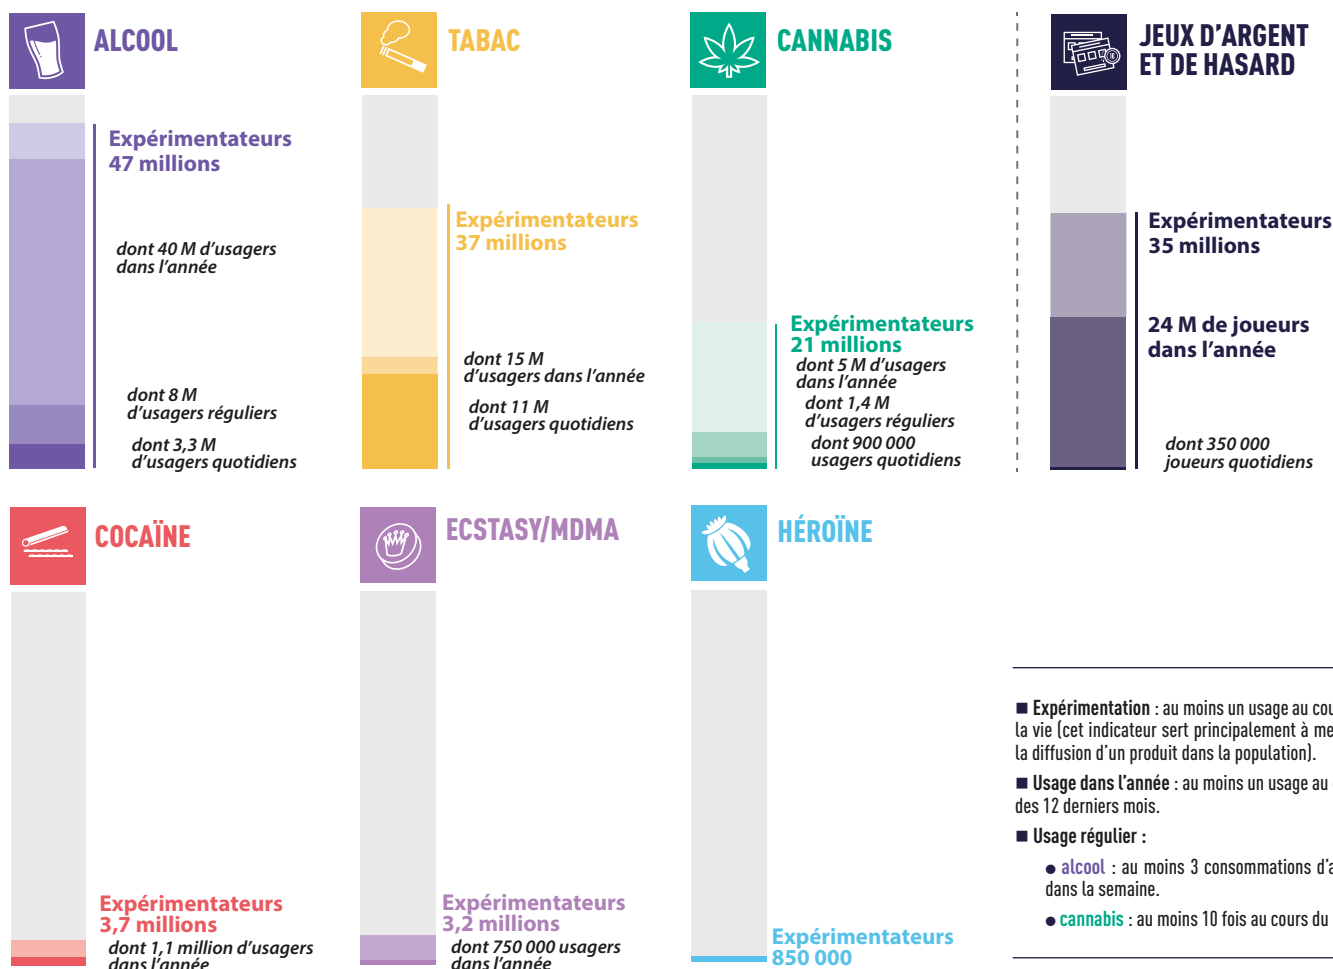 ALCOOL
Expérimentateurs
47 millions
dont 40 M d'usagers
dans l'année
dont 8 M
d'usagers réguliers
dont 3,3 M
d'usagers quotidiens
TABAC
Expérimentateurs
37 millions
dont 15 M
d'usagers dans l'année
dont 11 M
d'usagers quotidiens
CANNABIS
Expérimentateurs
21 millions
dont 5 M d'usagers
dans l'année
dont 1,4 M
d'usagers réguliers
dont 900 000
usagers quotidiens
JEUX D'ARGENT
ET DE HASARD
Expérimentateurs
35 millions
24 M de joueurs
dans l'année
dont 350 000
joueurs quotidiens
COCAÏNE
Expérimentateurs
3,7 millions
dont 1,1 million d'usagers
dans l'année
ECSTASY/MDMA
Expérimentateurs
3,2 millions
dont 750 000 usagers
dans l'année
HÉROÏNE
Expérimentateurs
850 000
■ Expérimentation : au moins un usage au cou
la vie (cet indicateur sert principalement à me
la diffusion d'un produit dans la population).
■ Usage dans l'année : au moins un usage au
des 12 derniers mois.
■ Usage régulier :
● alcool : au moins 3 consommations d'a
dans la semaine.
● cannabis : au moins 10 fois au cours du